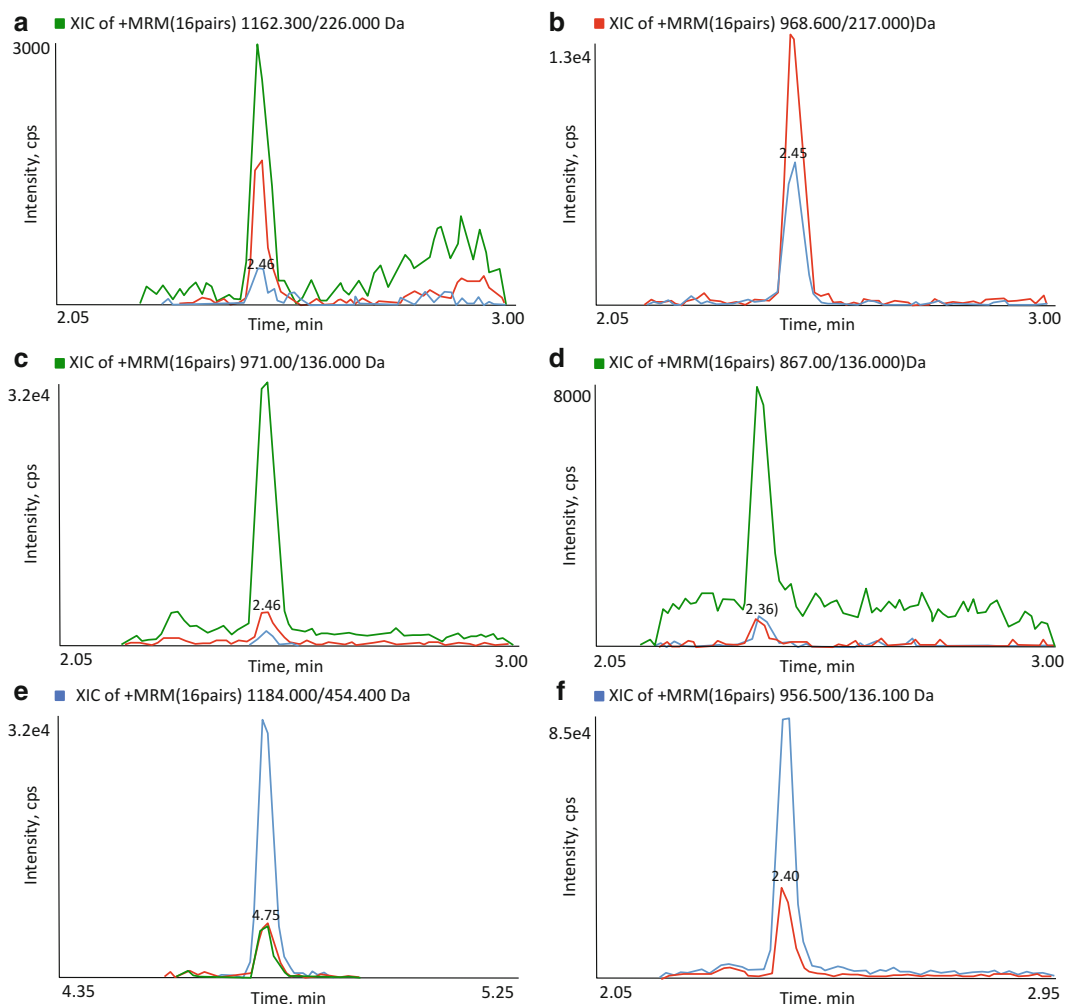 a XIC of +MRM(16pairs) 1162.300/226.000 Da
3000
Intensity, cps
2.46
2.05
Time, min
3.00
b XIC of +MRM(16pairs) 968.600/217.000)Da
1.3e4
Intensity, cps
2.45
2.05
Time, min
3.00
c XIC of +MRM(16pairs) 971.00/136.000 Da
3.2e4
Intensity, cps
2.46
2.05
Time, min
3.00
d XIC of +MRM(16pairs) 867.00/136.000)Da
8000
Intensity, cps
2.36)
2.05
Time, min
3.00
e XIC of +MRM(16pairs) 1184.000/454.400 Da
3.2e4
Intensity, cps
4.75
4.35
Time, min
5.25
f XIC of +MRM(16pairs) 956.500/136.100 Da
8.5e4
Intensity, cps
2.40
2.05
Time, min
2.95